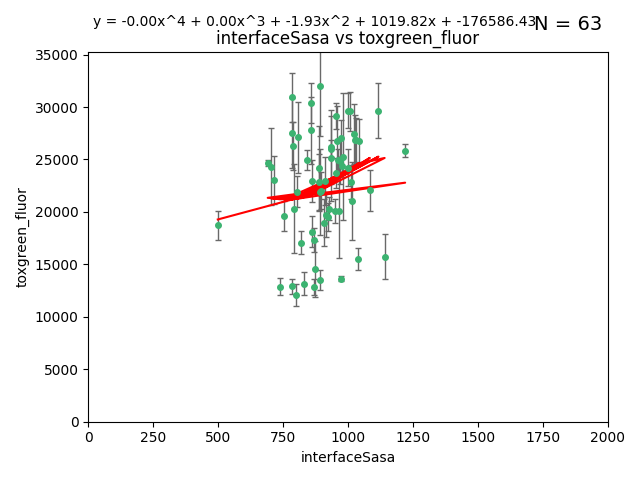 y = -0.00x^4 + 0.00x^3 + -1.93x^2 + 1019.82x + -176586.43
N = 63
interfaceSasa vs toxgreen_fluor
35000
30000
25000
20000
15000
10000
5000
0
toxgreen_fluor
0 250 500 750 1000 1250 1500 1750 2000
interfaceSasa